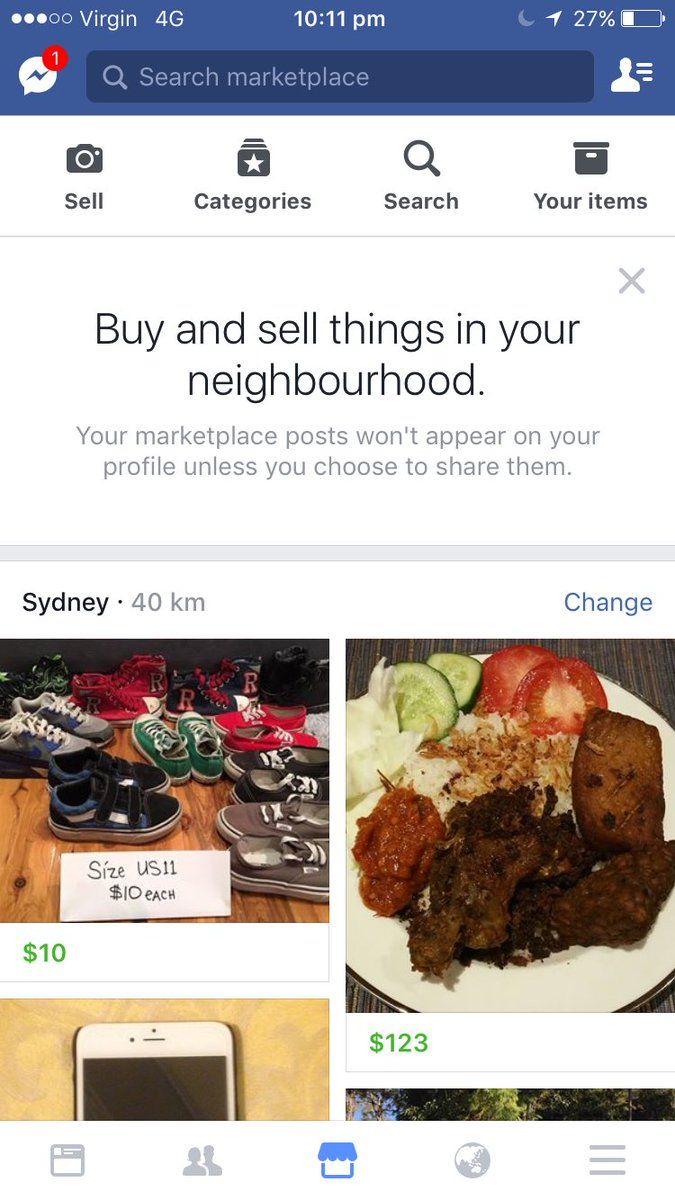 Virgin 4G 10:11 pm 27%
1
Search marketplace
Sell Categories Search Your items
Buy and sell things in your
neighbourhood.
Your marketplace posts won't appear on your
profile unless you choose to share them.
Sydney · 40 km Change
R R
Size US11
$10 EACH
$10
$123